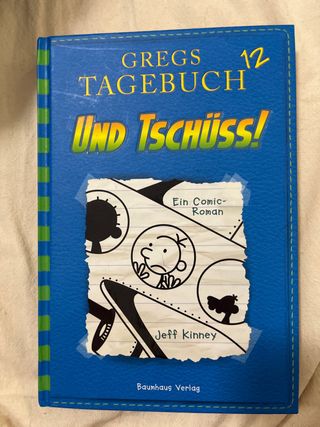 GREGS
TAGEBUCH 12
UND TSCHÜSS!
Ein Comic-
Roman
Jeff Kinney
Baumhaus Verlag